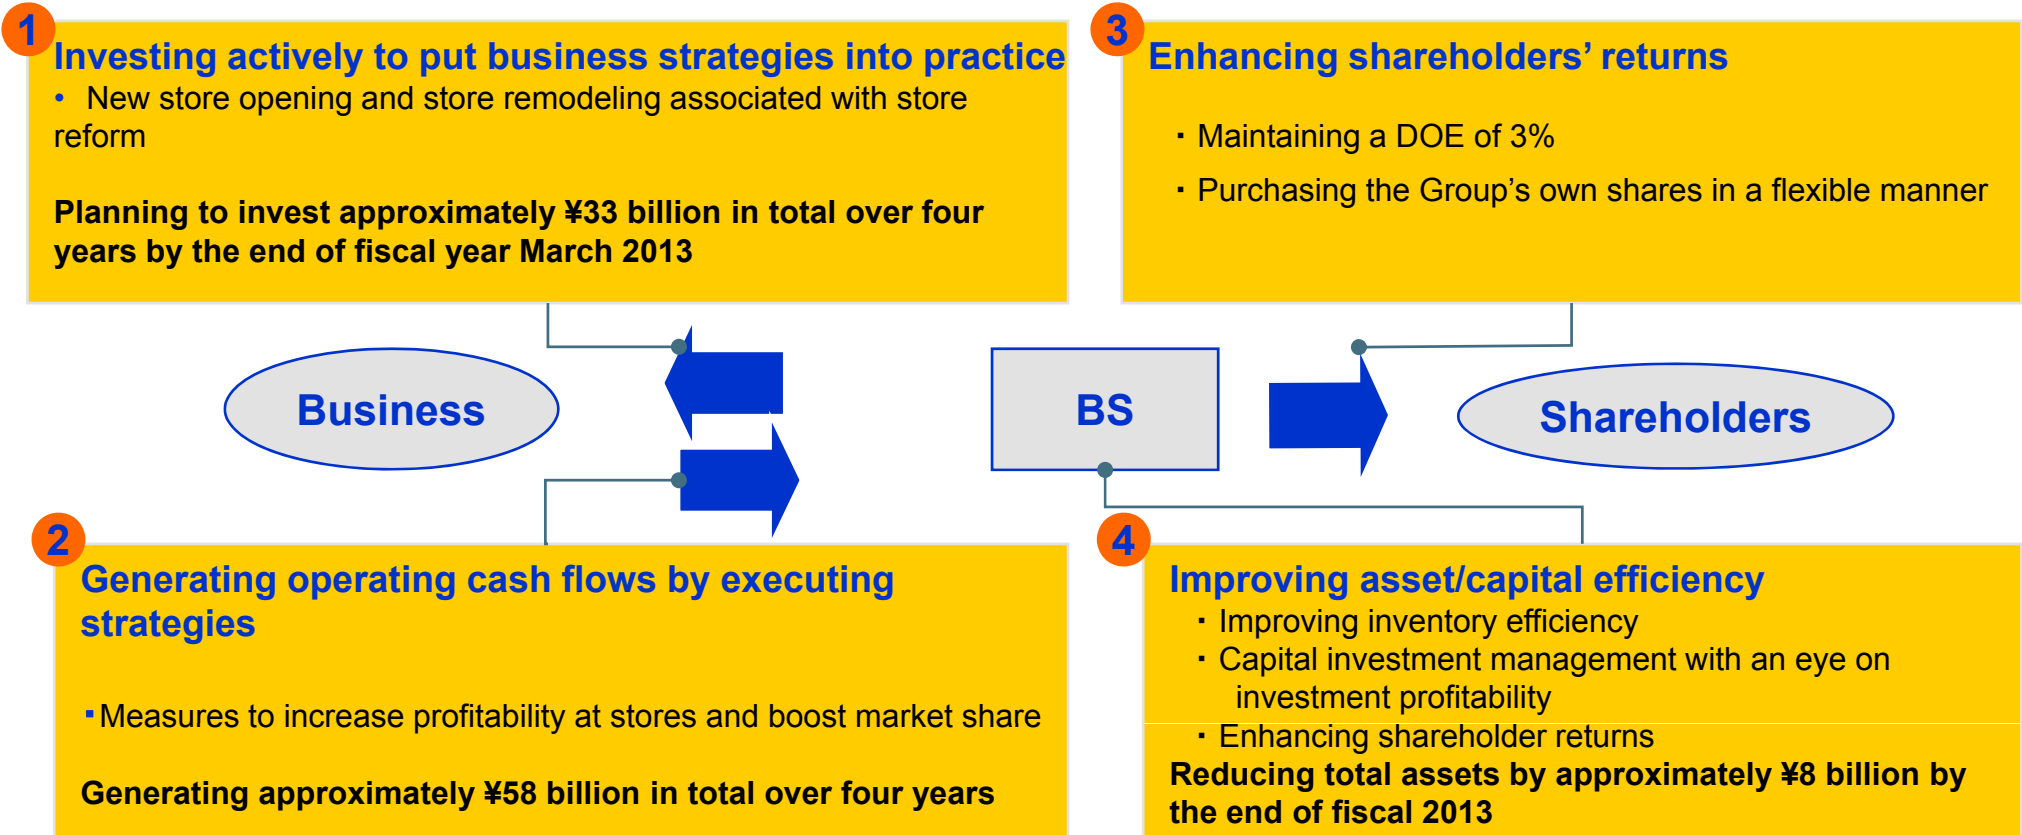 1
Investing actively to put business strategies into practice
• New store opening and store remodeling associated with store
reform
Planning to invest approximately ¥33 billion in total over four
years by the end of fiscal year March 2013
3
Enhancing shareholders’ returns
・Maintaining a DOE of 3%
・Purchasing the Group’s own shares in a flexible manner
Business
BS
Shareholders
2
Generating operating cash flows by executing
strategies
▪Measures to increase profitability at stores and boost market share
Generating approximately ¥58 billion in total over four years
4
Improving asset/capital efficiency
・Improving inventory efficiency
・Capital investment management with an eye on
investment profitability
・Enhancing shareholder returns
Reducing total assets by approximately ¥8 billion by
the end of fiscal 2013